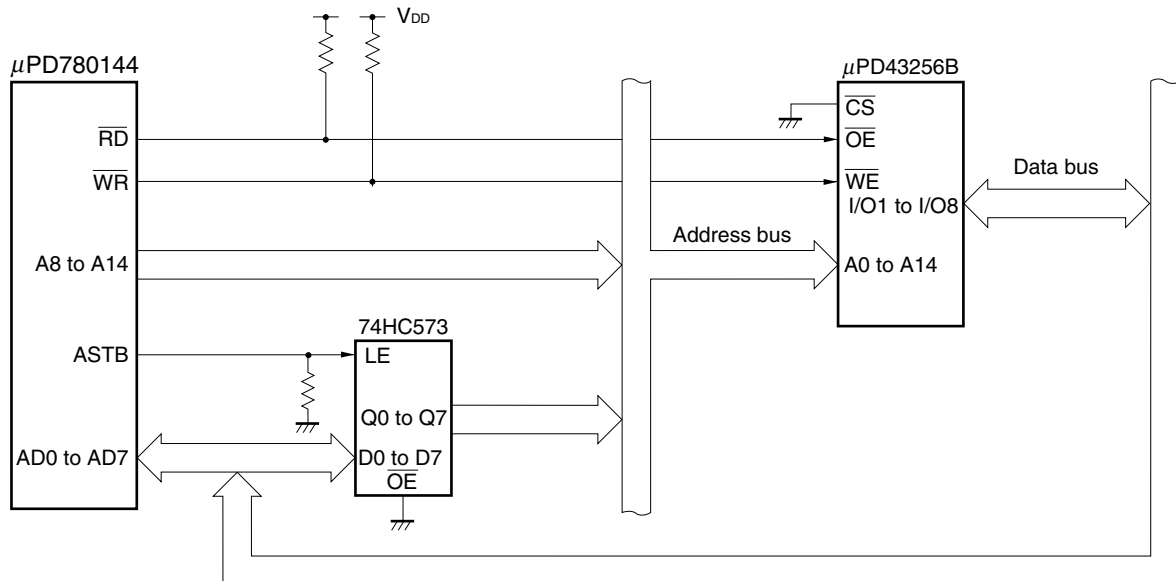 VDD
μPD780144
μPD43256B
CS
RD
OE
WR
WE
Data bus
I/O1 to I/O8
Address bus
A8 to A14
A0 to A14
74HC573
ASTB
LE
Q0 to Q7
AD0 to AD7
D0 to D7
OE